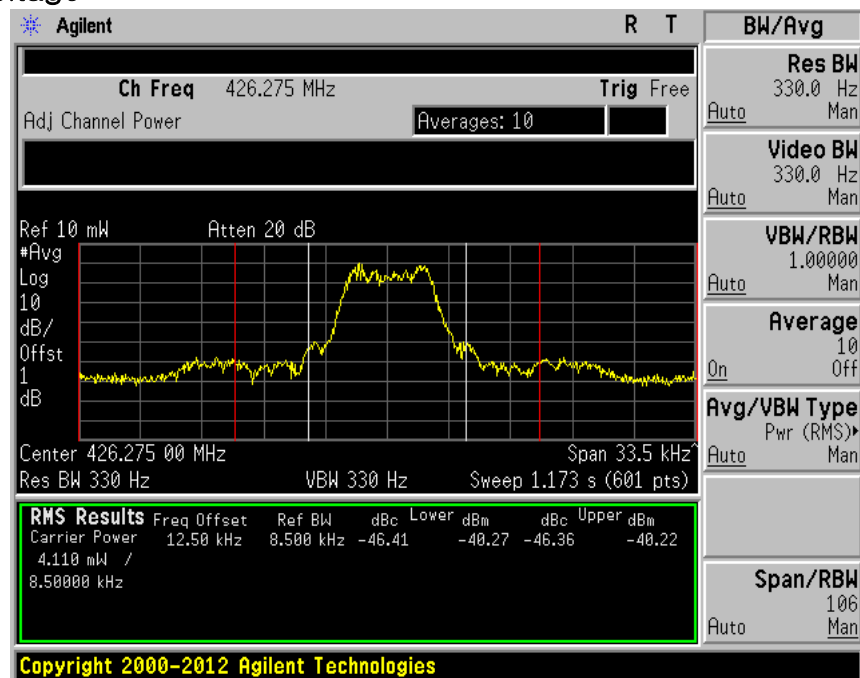 Agilent R T
Ch Freq 426.275 MHz Trig Free
Adj Channel Power Averages: 10
Ref 10 mW Atten 20 dB
#Avg
Log
10
dB/
Offst
1
dB
Center 426.275 00 MHz Span 33.5 kHz^
Res BW 330 Hz VBW 330 Hz Sweep 1.173 s (601 pts)
RMS Results Freq Offset Ref BW dBc Lower dBm dBc Upper dBm
Carrier Power 12.50 kHz 8.500 kHz -46.41 -40.27 -46.36 -40.22
4.110 mW /
8.50000 kHz
Copyright 2000-2012 Agilent Technologies
BW/Avg
Res BW
330.0 Hz
Auto Man
Video BW
330.0 Hz
Auto Man
VBW/RBW
1.00000
Auto Man
Average
10
On Off
Avg/VBW Type
Pwr (RMS)▸
Auto Man
Span/RBW
106
Auto Man